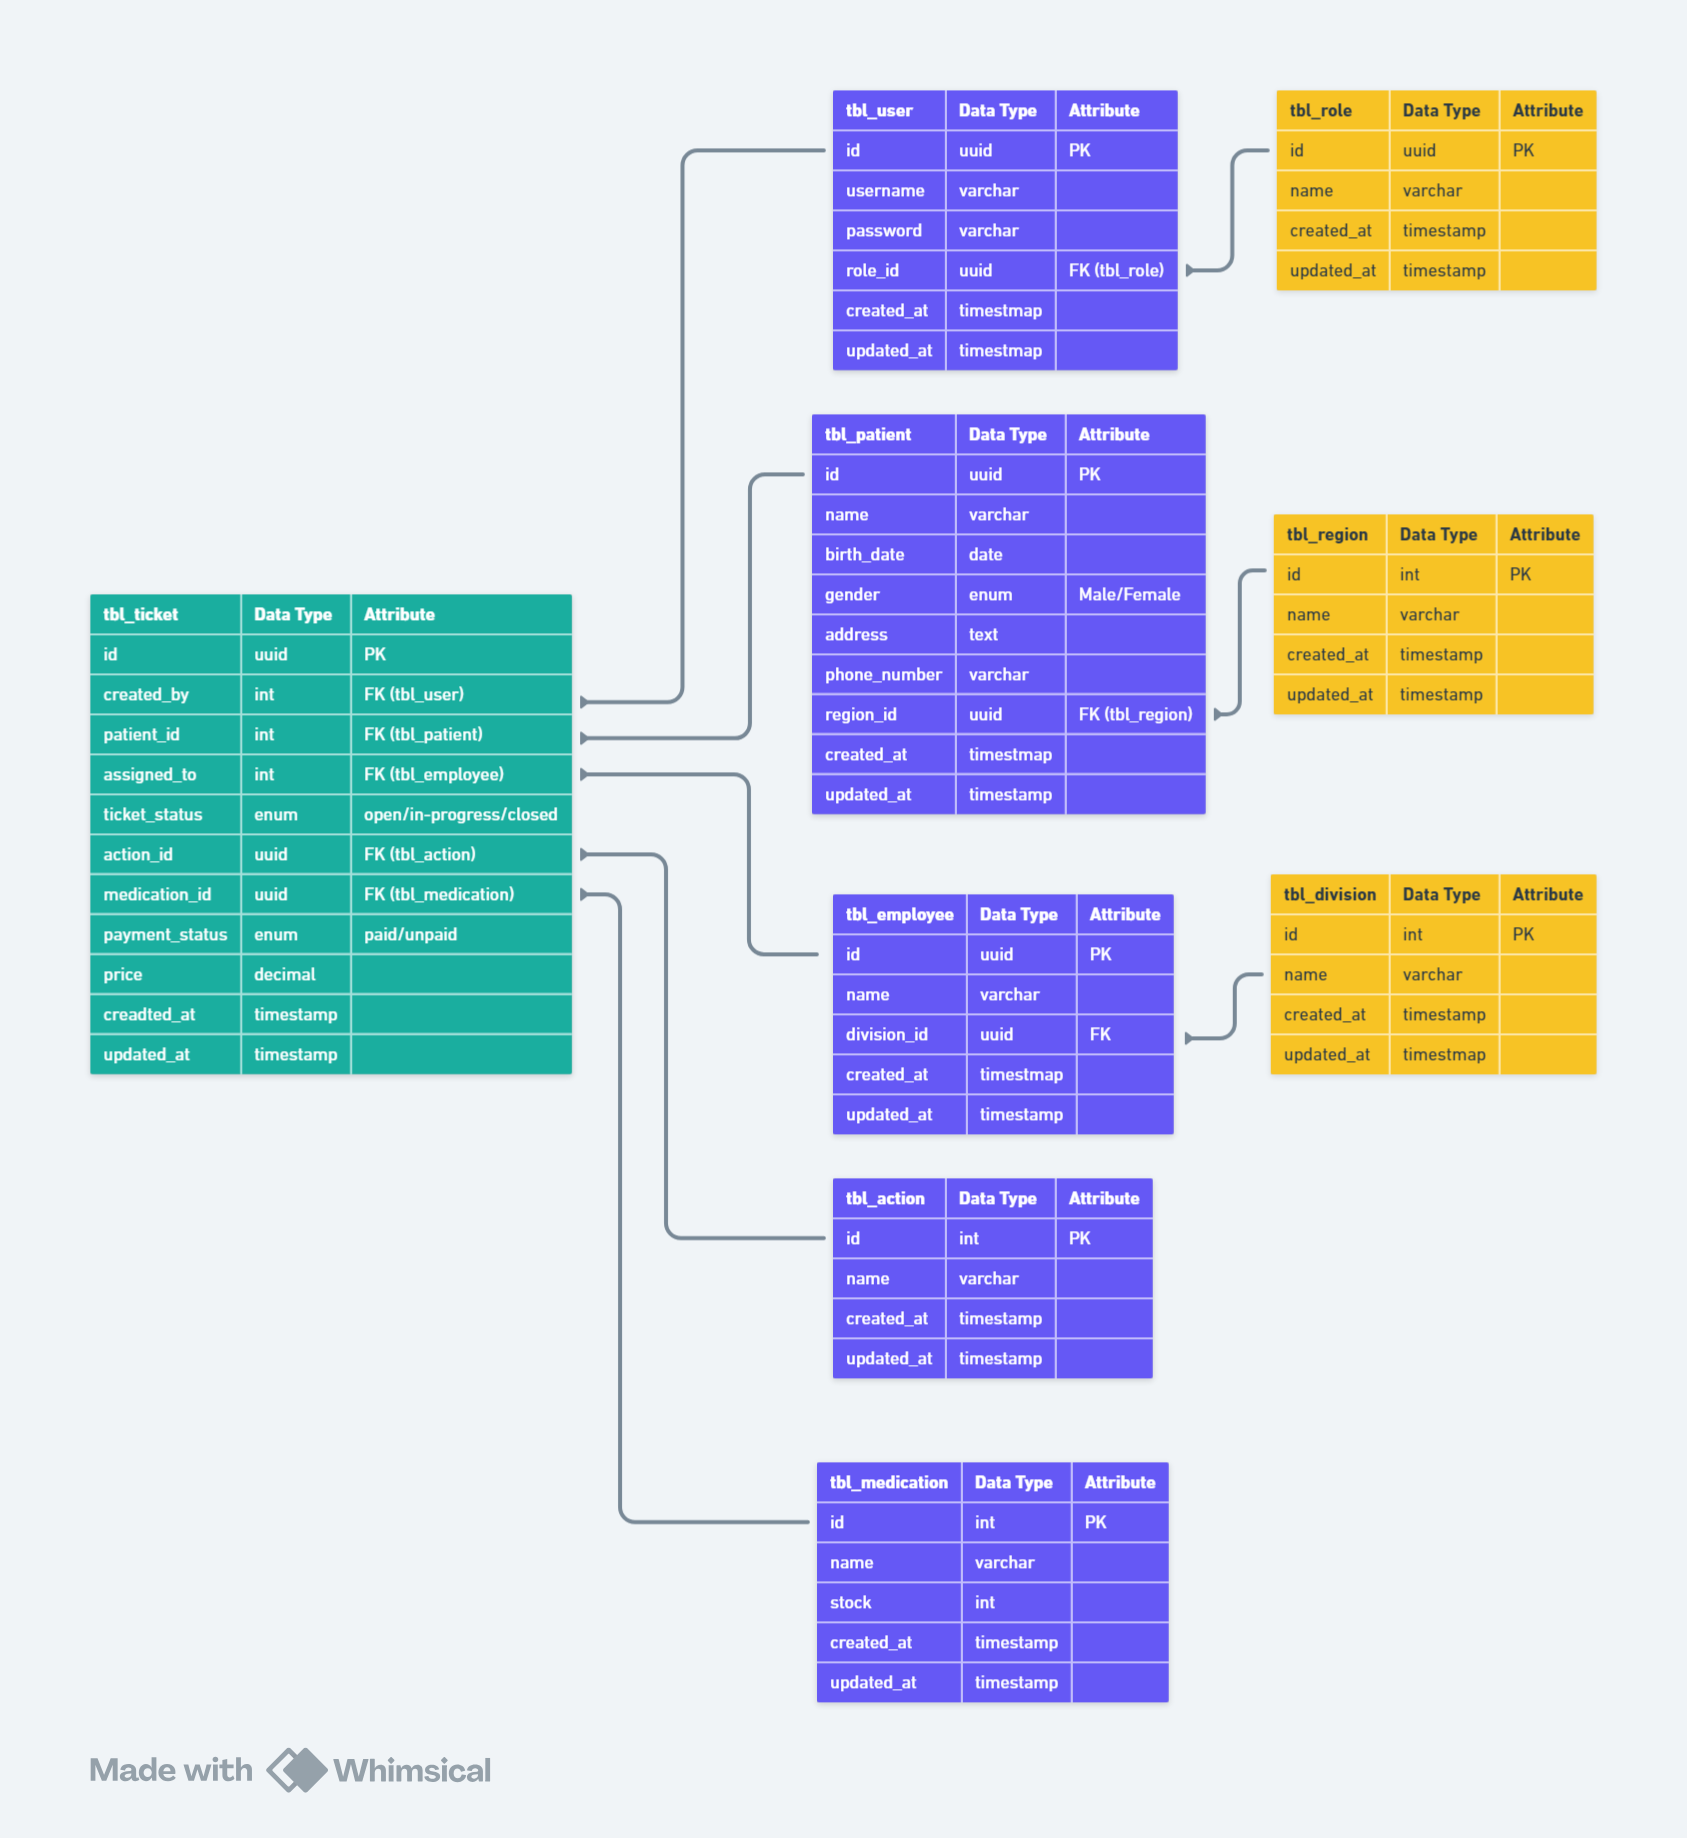 tbl_user Data Type Attribute
id uuid PK
username varchar
password varchar
role_id uuid FK (tbl_role)
created_at timestmap
updated_at timestmap
tbl_role Data Type Attribute
id uuid PK
name varchar
created_at timestamp
updated_at timestamp
tbl_patient Data Type Attribute
id uuid PK
name varchar
birth_date date
gender enum Male/Female
address text
phone_number varchar
region_id uuid FK (tbl_region)
created_at timestmap
updated_at timestamp
tbl_region Data Type Attribute
id int PK
name varchar
created_at timestamp
updated_at timestamp
tbl_ticket Data Type Attribute
id uuid PK
created_by int FK (tbl_user)
patient_id int FK (tbl_patient)
assigned_to int FK (tbl_employee)
ticket_status enum open/in-progress/closed
action_id uuid FK (tbl_action)
medication_id uuid FK (tbl_medication)
payment_status enum paid/unpaid
price decimal
creadted_at timestamp
updated_at timestamp
tbl_employee Data Type Attribute
id uuid PK
name varchar
division_id uuid FK
created_at timestmap
updated_at timestamp
tbl_division Data Type Attribute
id int PK
name varchar
created_at timestamp
updated_at timestmap
tbl_action Data Type Attribute
id int PK
name varchar
created_at timestamp
updated_at timestamp
tbl_medication Data Type Attribute
id int PK
name varchar
stock int
created_at timestamp
updated_at timestamp
Made with Whimsical